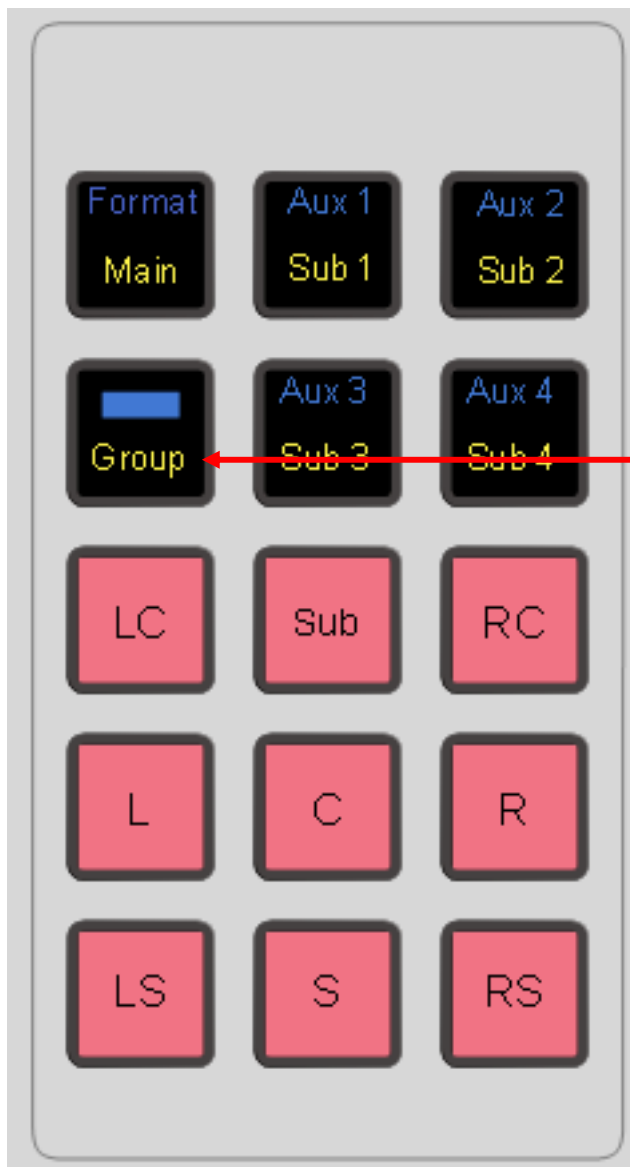 Format
Main
Aux 1
Sub 1
Aux 2
Sub 2
Group
Aux 3
Sub 3
Aux 4
Sub 4
LC
Sub
RC
L
C
R
LS
S
RS